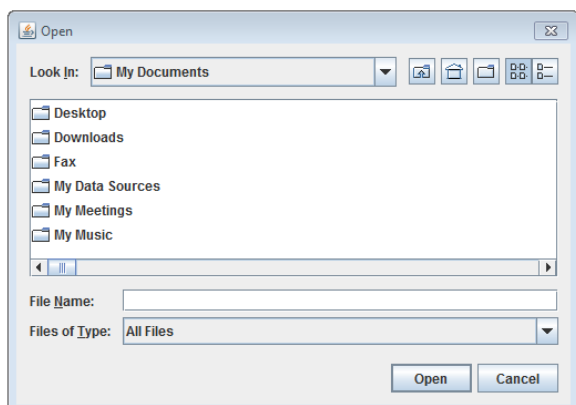 Open
Look In: My Documents
Desktop
Downloads
Fax
My Data Sources
My Meetings
My Music
File Name:
Files of Type: All Files
Open Cancel